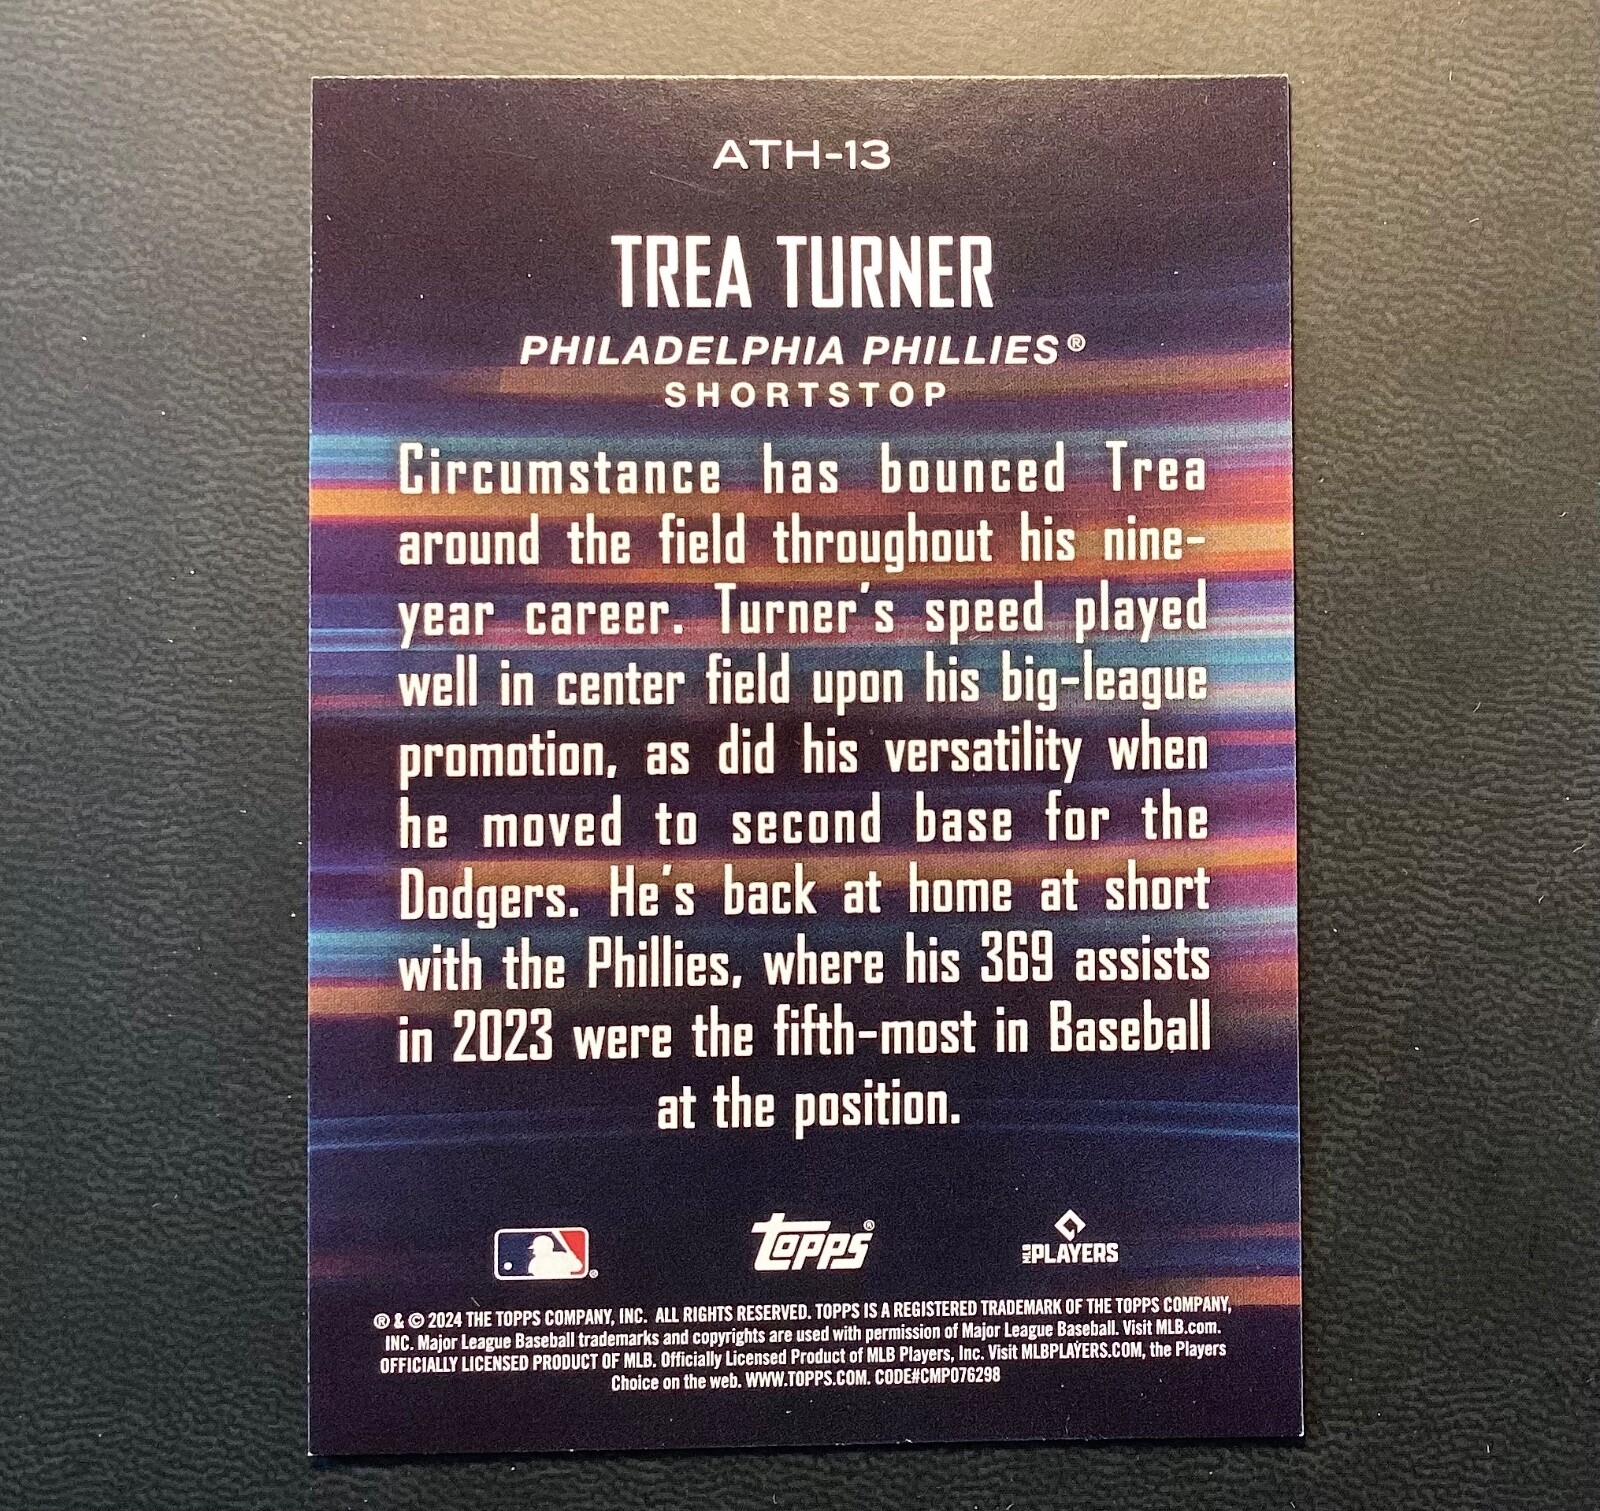 ATH-13
TREA TURNER
PHILADELPHIA PHILLIES®
SHORTSTOP
Circumstance has bounced Trea
around the field throughout his nine-
year career. Turner's speed played
well in center field upon his big-league
promotion, as did his versatility when
he moved to second base for the
Dodgers. He's back at home at short
with the Phillies, where his 369 assists
in 2023 were the fifth-most in Baseball
at the position.
®
topps®
MLB PLAYERS
® & © 2024 THE TOPPS COMPANY, INC. ALL RIGHTS RESERVED. TOPPS IS A REGISTERED TRADEMARK OF THE TOPPS COMPANY,
INC. Major League Baseball trademarks and copyrights are used with permission of Major League Baseball. Visit MLB.com.
OFFICIALLY LICENSED PRODUCT OF MLB. Officially Licensed Product of MLB Players, Inc. Visit MLBPLAYERS.COM, the Players
Choice on the web. WWW.TOPPS.COM. CODE#CMP076298